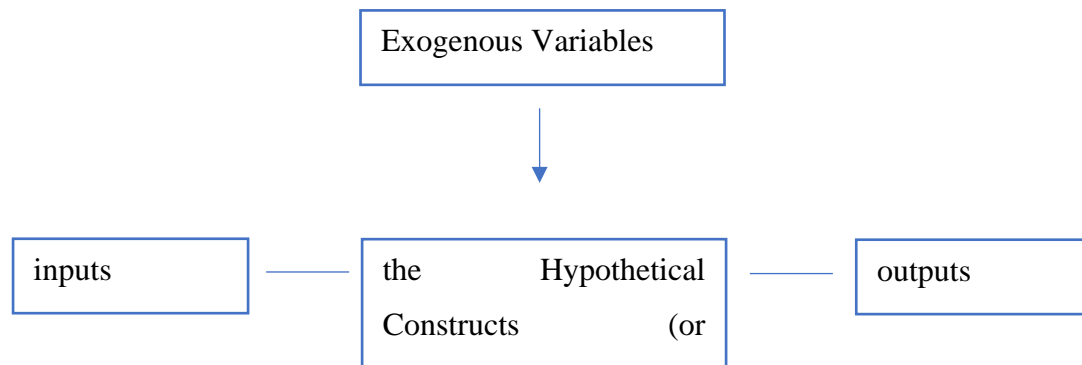 Exogenous Variables
inputs
the Hypothetical
Constructs (or
outputs